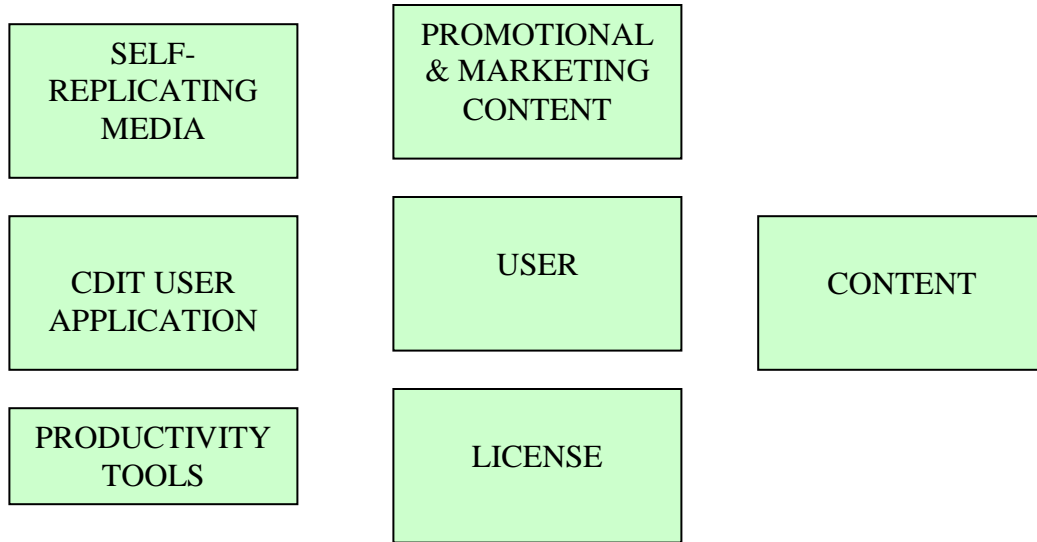 SELF-
REPLICATING
MEDIA
PROMOTIONAL
& MARKETING
CONTENT
CDIT USER
APPLICATION
USER
CONTENT
PRODUCTIVITY
TOOLS
LICENSE